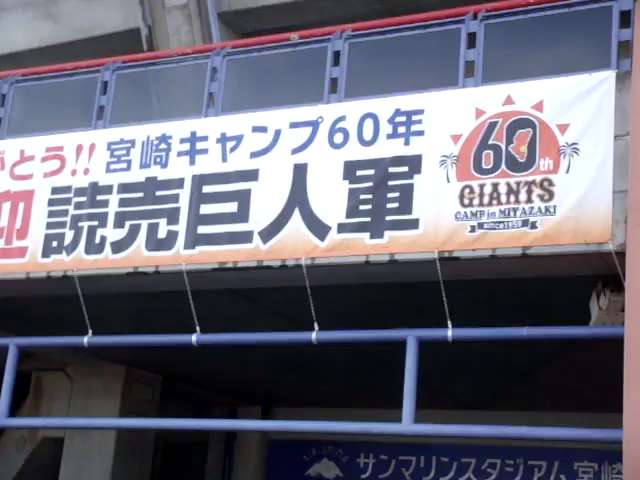 がとう!! 宮崎キャンプ60年
迎 読売巨人軍
60th
GIANTS
CAMP in MIYAZAKI
since1959
サンマリンスタジアム宮崎